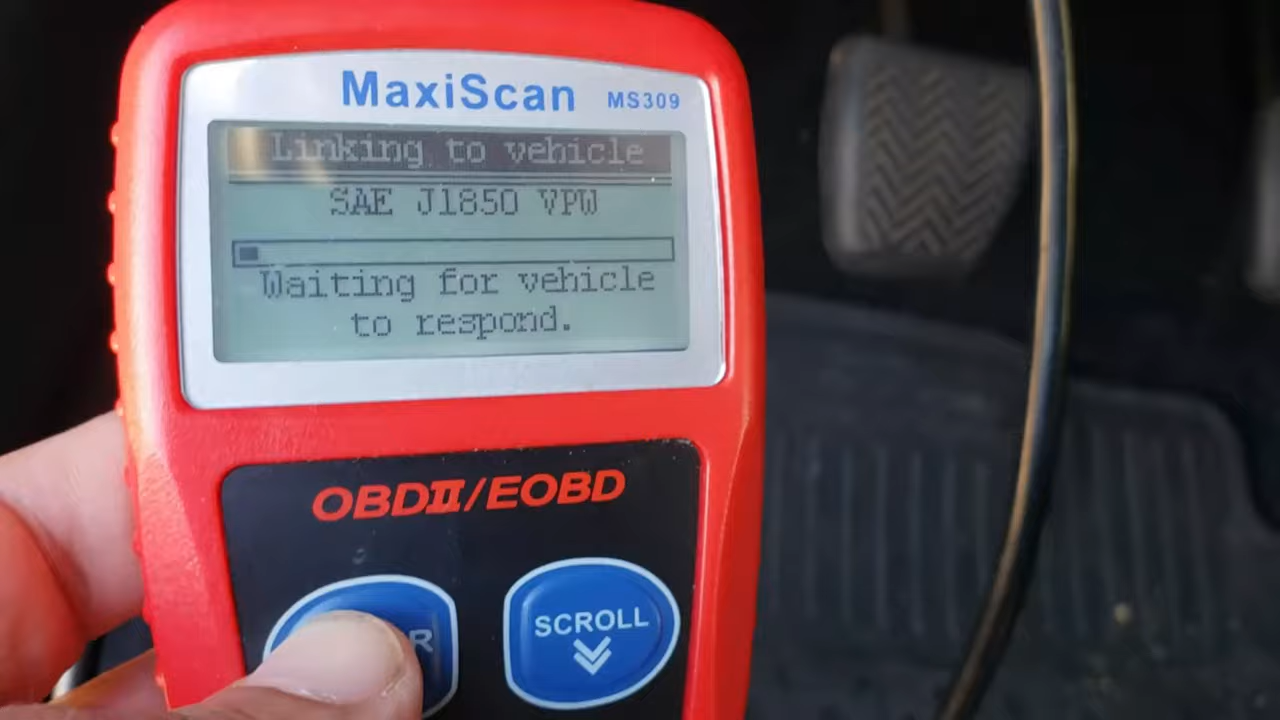 MaxiScan MS309
Linking to vehicle
SAE J1850 VPW
Waiting for vehicle
to respond.
OBDII/EOBD
SCROLL